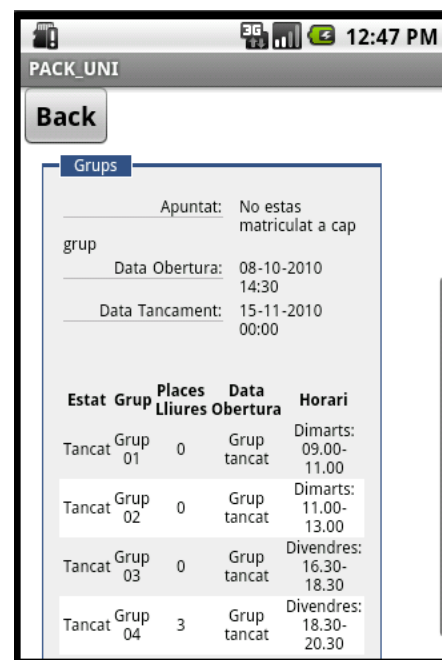 3G 12:47 PM
PACK_UNI
Back
Grups
Apuntat: No estas
matriculat a cap
grup
Data Obertura: 08-10-2010
14:30
Data Tancament: 15-11-2010
00:00
Estat Grup Places Lliures Data Obertura Horari
Tancat Grup 01 0 Grup tancat Dimarts: 09.00-11.00
Tancat Grup 02 0 Grup tancat Dimarts: 11.00-13.00
Tancat Grup 03 0 Grup tancat Divendres: 16.30-18.30
Tancat Grup 04 3 Grup tancat Divendres: 18.30-20.30